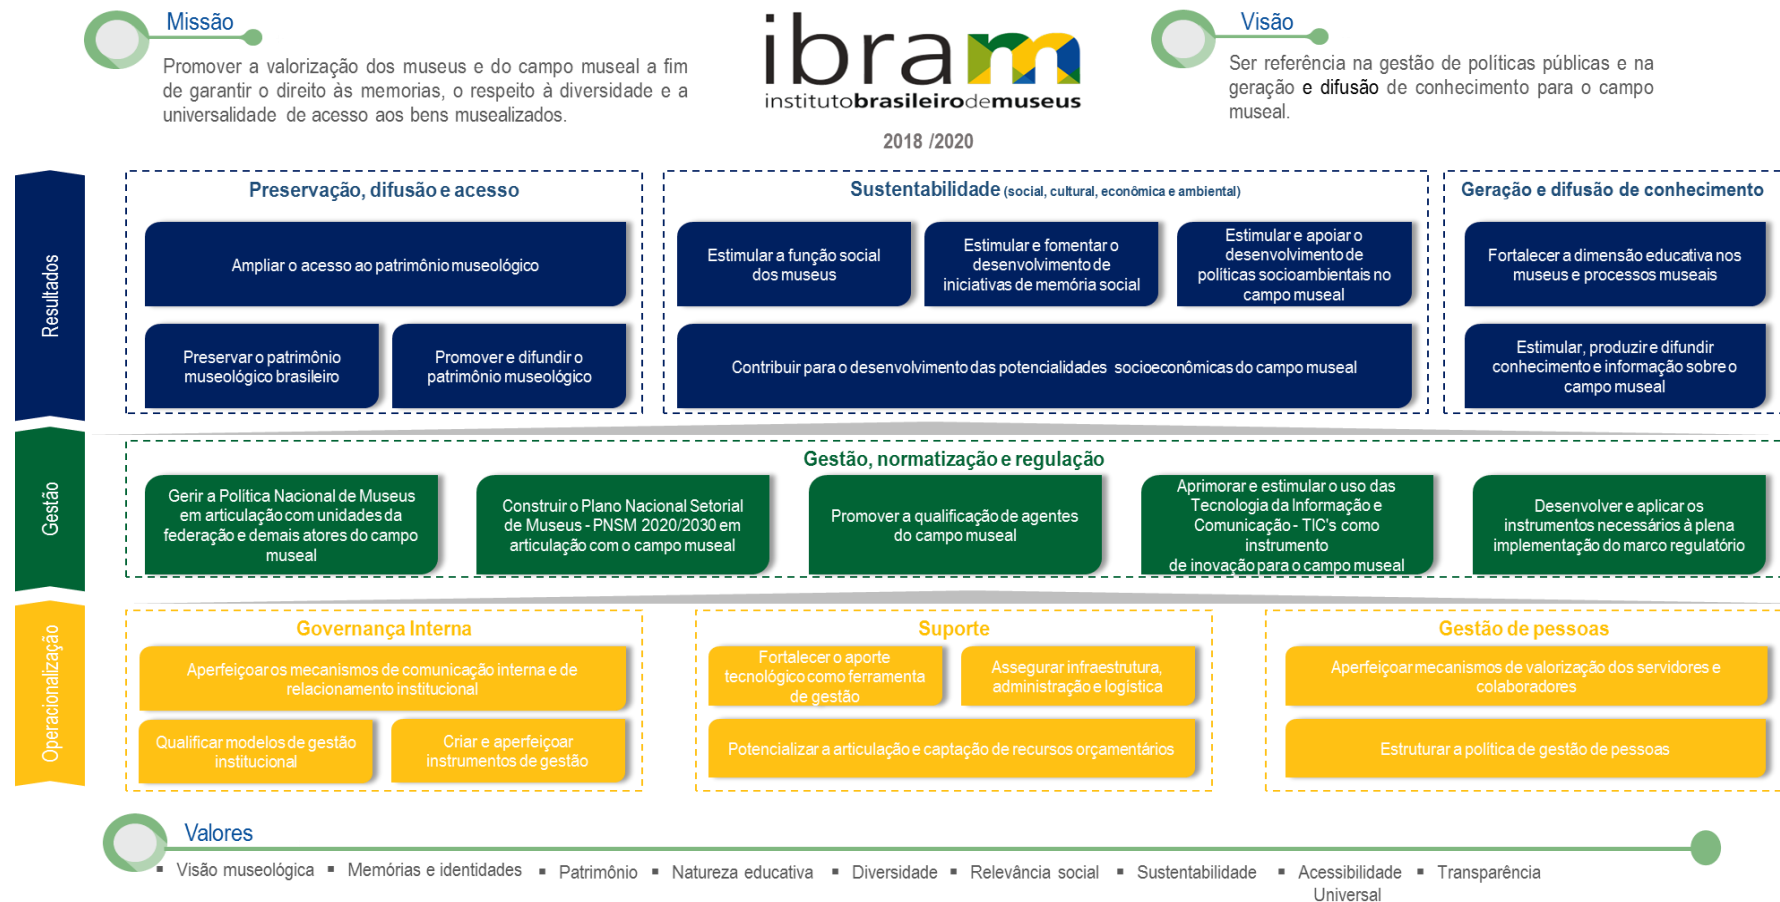 Missão
Promover a valorização dos museus e do campo museal a fim
de garantir o direito às memorias, o respeito à diversidade e a
universalidade de acesso aos bens musealizados.
ibram
institutobrasileirodemuseus
2018 /2020
Visão
Ser referência na gestão de políticas públicas e na
geração e difusão de conhecimento para o campo
museal.
Resultados
Preservação, difusão e acesso
Ampliar o acesso ao patrimônio museológico
Preservar o patrimônio
museológico brasileiro
Promover e difundir o
patrimônio museológico
Sustentabilidade (social, cultural, econômica e ambiental)
Estimular a função social
dos museus
Estimular e fomentar o
desenvolvimento de
iniciativas de memória social
Estimular e apoiar o
desenvolvimento de
políticas socioambientais no
campo museal
Contribuir para o desenvolvimento das potencialidades socioeconômicas do campo museal
Geração e difusão de conhecimento
Fortalecer a dimensão educativa nos
museus e processos museais
Estimular, produzir e difundir
conhecimento e informação sobre o
campo museal
Gestão
Gestão, normatização e regulação
Gerir a Política Nacional de Museus
em articulação com unidades da
federação e demais atores do campo
museal
Construir o Plano Nacional Setorial
de Museus - PNSM 2020/2030 em
articulação com o campo museal
Promover a qualificação de agentes
do campo museal
Aprimorar e estimular o uso das
Tecnologia da Informação e
Comunicação - TIC's como
instrumento
de inovação para o campo museal
Desenvolver e aplicar os
instrumentos necessários à plena
implementação do marco regulatório
Operacionalização
Governança Interna
Aperfeiçoar os mecanismos de comunicação interna e de
relacionamento institucional
Qualificar modelos de gestão
institucional
Criar e aperfeiçoar
instrumentos de gestão
Suporte
Fortalecer o aporte
tecnológico como ferramenta
de gestão
Assegurar infraestrutura,
administração e logistica
Potencializar a articulação e captação de recursos orçamentários
Gestão de pessoas
Aperfeiçoar mecanismos de valorização dos servidores e
colaboradores
Estruturar a política de gestão de pessoas
Valores
▪ Visão museológica ▪ Memórias e identidades ▪ Patrimônio ▪ Natureza educativa ▪ Diversidade ▪ Relevância social ▪ Sustentabilidade ▪ Acessibilidade
Universal ▪ Transparência